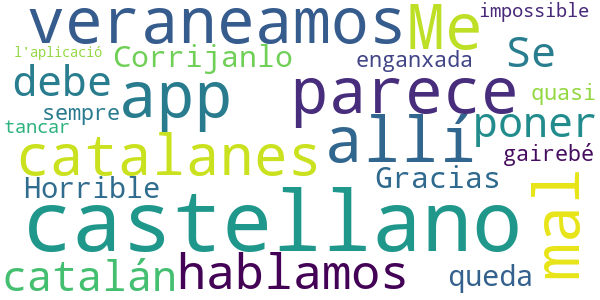 veraneamos Me impossible
l'aplicació Corrijanlo enganxada Se
debe app parece quasi
sempre
tancar catalanes allí poner
gairebé
Horrible Gracias
castellano mal
catalán hablamos queda